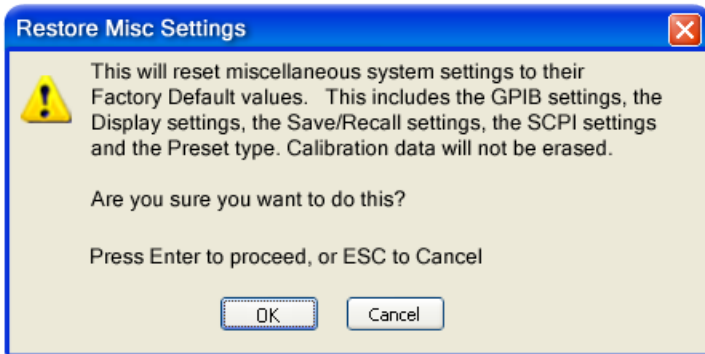 Restore Misc Settings
This will reset miscellaneous system settings to their
Factory Default values.   This includes the GPIB settings, the
Display settings, the Save/Recall settings, the SCPI settings
and the Preset type. Calibration data will not be erased.
Are you sure you want to do this?
Press Enter to proceed, or ESC to Cancel
OK
Cancel